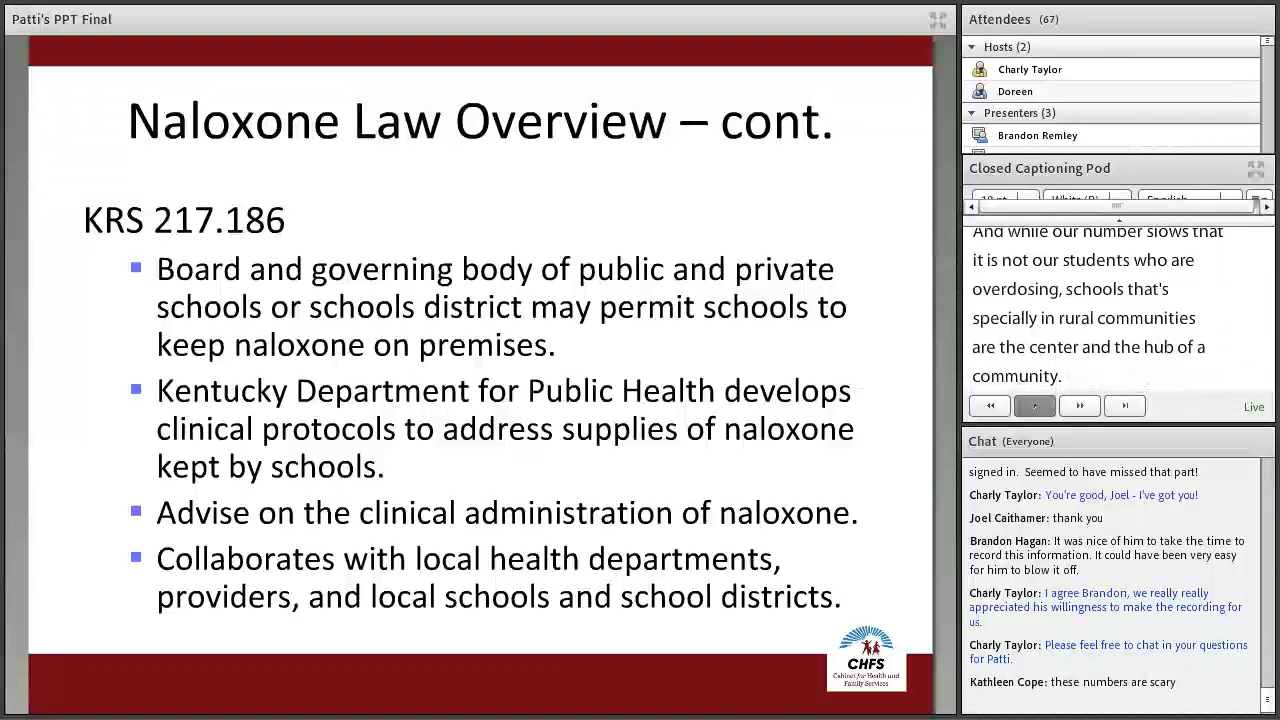 Patti's PPT Final
Naloxone Law Overview – cont.
KRS 217.186
Board and governing body of public and private
schools or schools district may permit schools to
keep naloxone on premises.
Kentucky Department for Public Health develops
clinical protocols to address supplies of naloxone
kept by schools.
Advise on the clinical administration of naloxone.
Collaborates with local health departments,
providers, and local schools and school districts.
CHFS
Cabinet for Health and
Family Services
Attendees (67)
Hosts (2)
Charly Taylor
Doreen
Presenters (3)
Brandon Remley
Closed Captioning Pod
English
And while our number slows that
it is not our students who are
overdosing, schools that's
specially in rural communities
are the center and the hub of a
community.
Live
Chat (Everyone)
signed in. Seemed to have missed that part!
Charly Taylor: You're good, Joel - I've got you!
Joel Caithamer: thank you
Brandon Hagan: It was nice of him to take the time to
record this information. It could have been very easy
for him to blow it off.
Charly Taylor: I agree Brandon, we really really
appreciated his willingness to make the recording for
us.
Charly Taylor: Please feel free to chat in your questions
for Patti.
Kathleen Cope: these numbers are scary